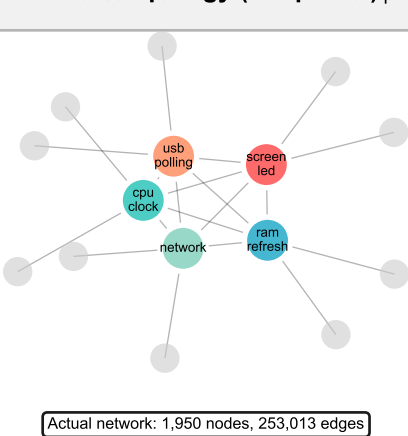 usb
polling
screen
led
cpu
clock
ram
refresh
network
Actual network: 1,950 nodes, 253,013 edges